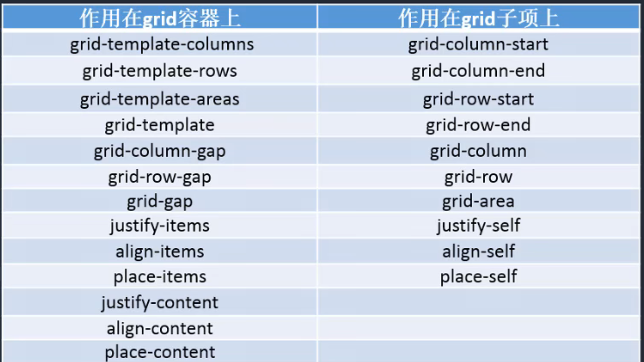 作用在grid容器上 作用在grid子项上
grid-template-columns grid-column-start
grid-template-rows grid-column-end
grid-template-areas grid-row-start
grid-template grid-row-end
grid-column-gap grid-column
grid-row-gap grid-row
grid-gap grid-area
justify-items justify-self
align-items align-self
place-items place-self
justify-content
align-content
place-content